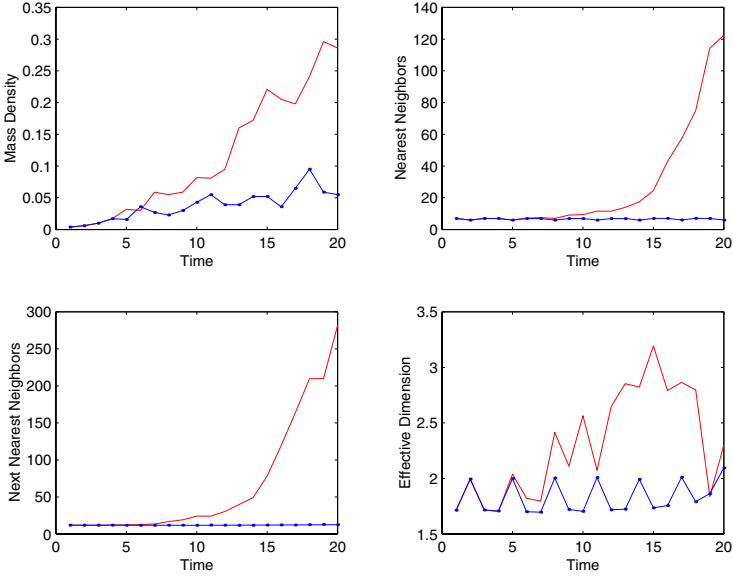 0.35
0.3
0.25
0.2
0.15
0.1
0.05
0
Mass Density
0 5 10 15 20
Time
140
120
100
80
60
40
20
0
Nearest Neighbors
0 5 10 15 20
Time
300
250
200
150
100
50
0
Next Nearest Neighbors
0 5 10 15 20
Time
3.5
3
2.5
2
1.5
Effective Dimension
0 5 10 15 20
Time